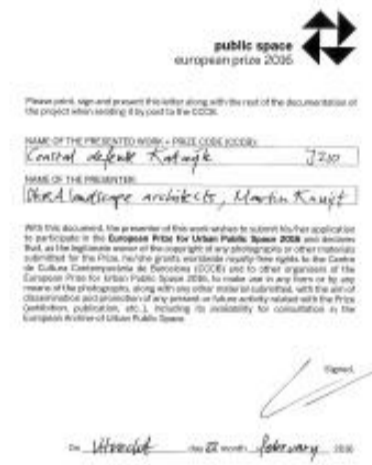 public space
european prize 2016
Please print, sign and present this letter along with the rest of the documentation of
the project when sending it by post to the CCCB.
NAME OF THE PRESENTED WORK + PRIZE CODE (CCCB):
Coastal defense Katwijk J210
NAME OF THE PRESENTER:
OKRA landscape architects, Martin Knuijt
With this document, the presenter of this work wishes to submit his/her application
to participate in the European Prize for Urban Public Space 2016 and declares
that, as the legitimate owner of the copyright of any photographs or other materials
submitted for the Prize, he/she grants worldwide royalty-free rights to the Centre
de Cultura Contemporània de Barcelona (CCCB) and to other organisers of the
European Prize for Urban Public Space 2016, to make use in any form or by any
means of the photographs, along with any other material submitted, with the aim of
dissemination and promotion of any present or future activity related with the Prize
(exhibition, publication, etc.), including its availability for consultation in the
European Archive of Urban Public Space.
Signed,
On Utrecht day month february 2016